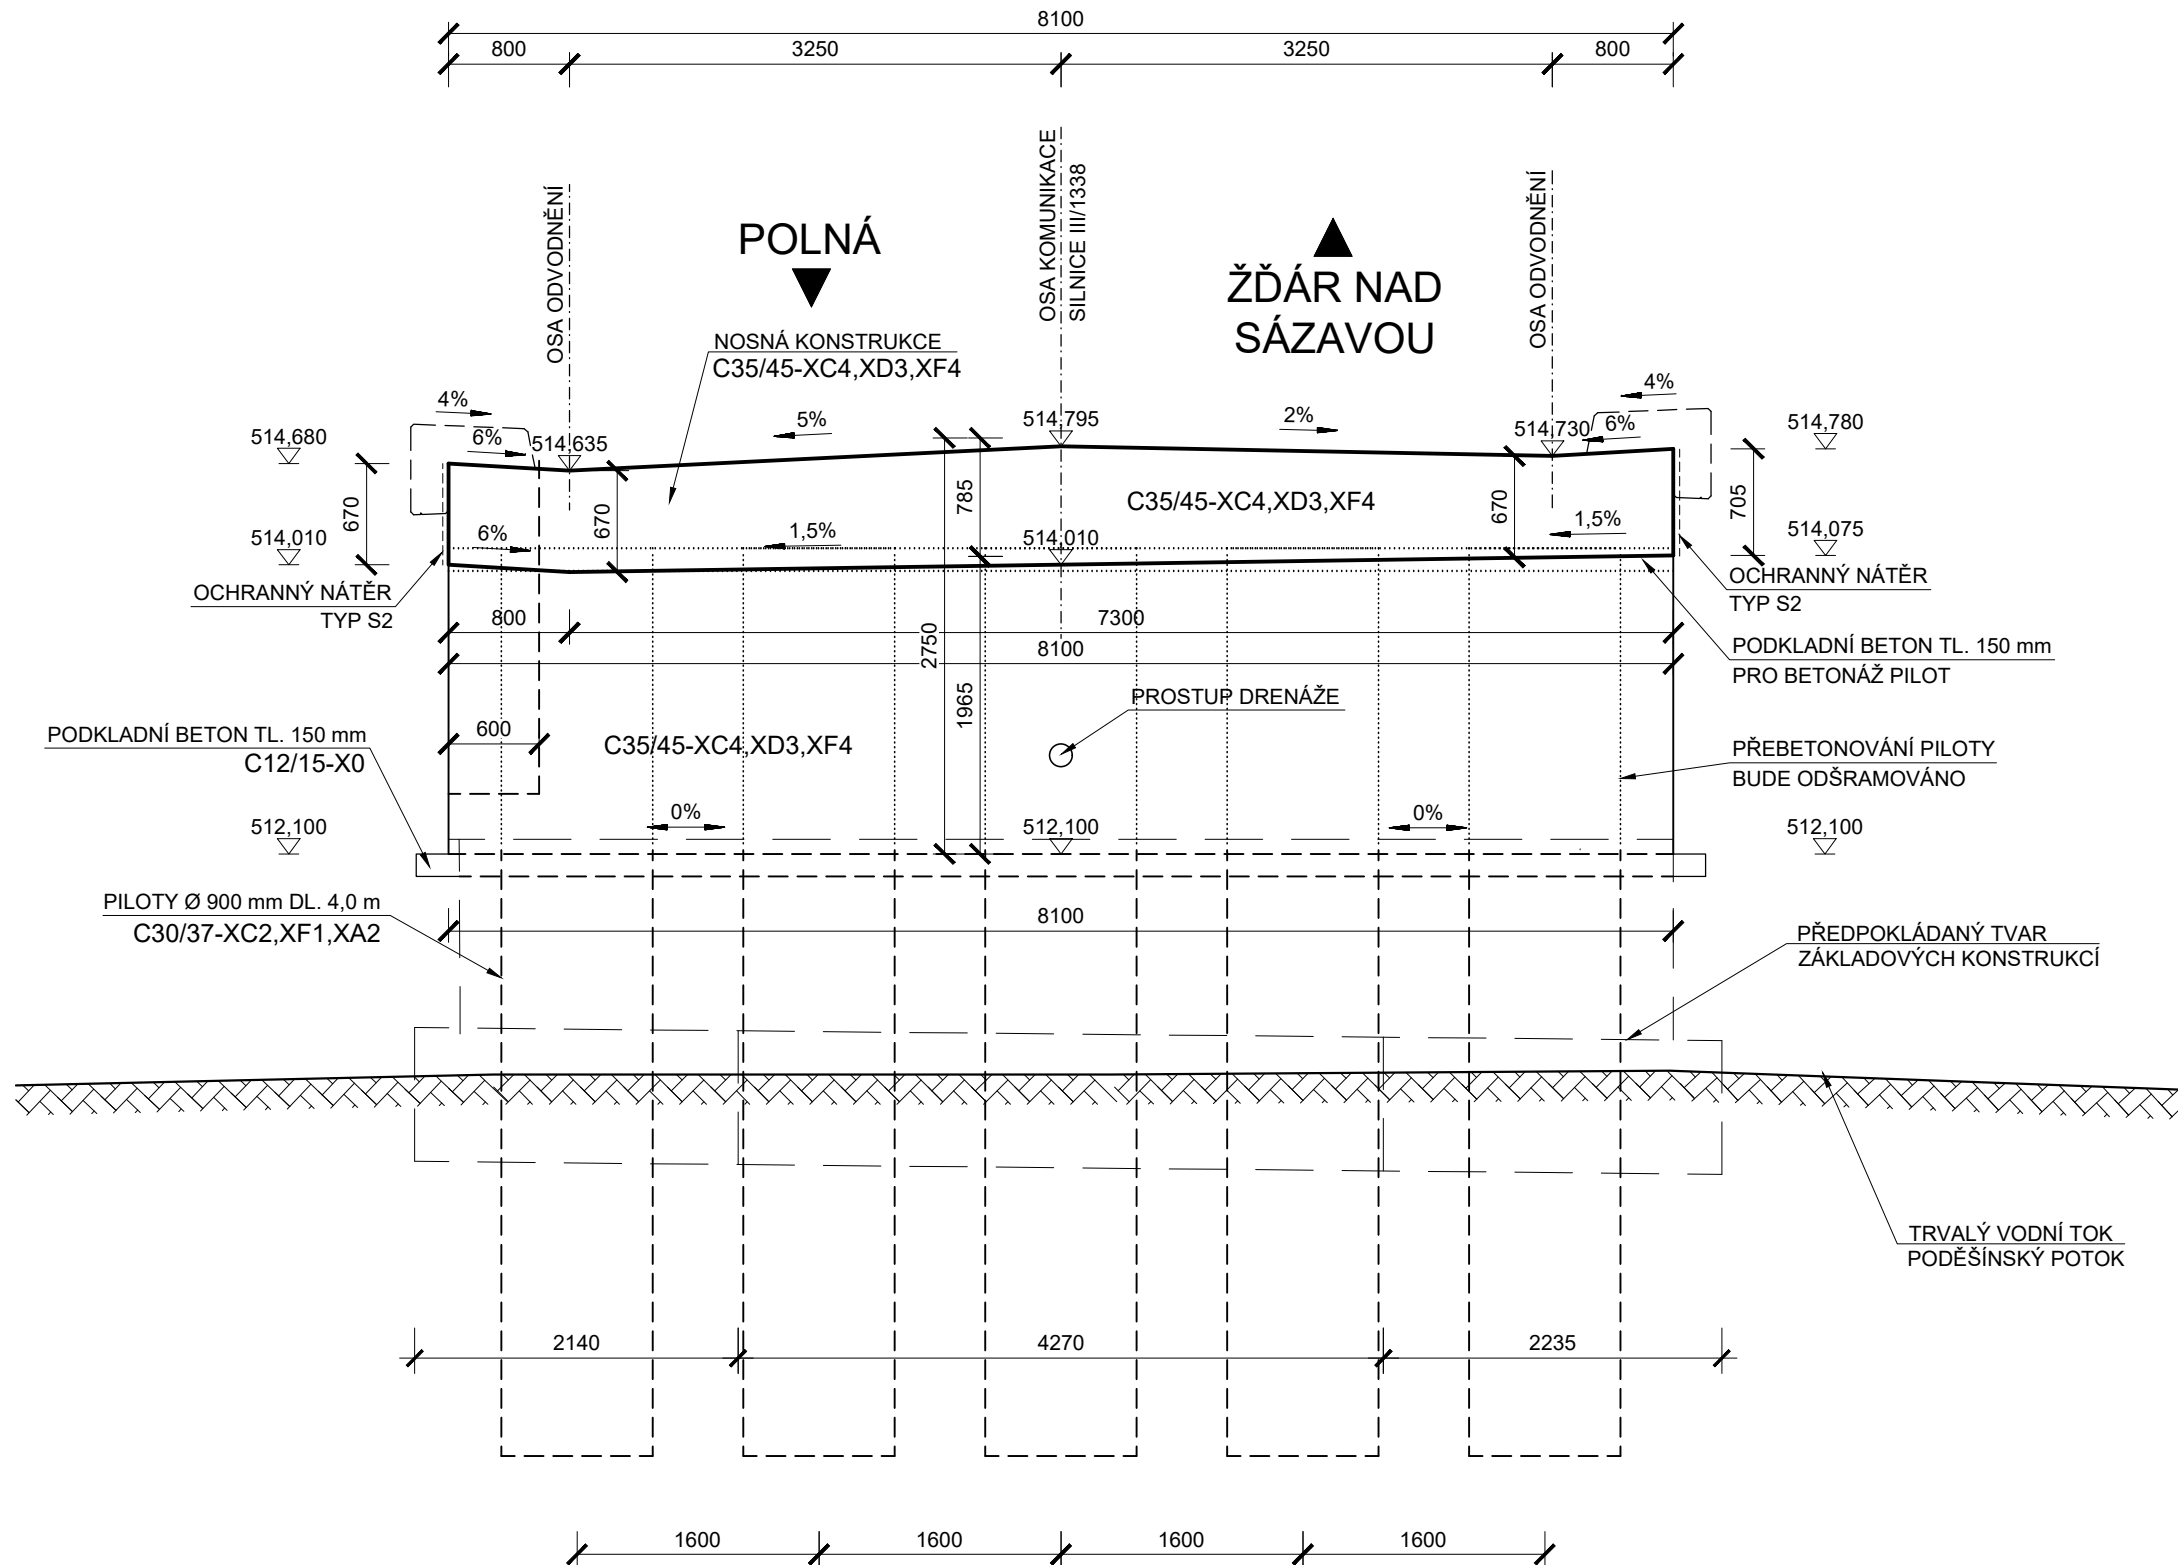 8100
800 3250 3250 800
OSA ODVODNĚNÍ
OSA KOMUNIKACE
SILNICE III/1338
OSA ODVODNĚNÍ
POLNÁ
ŽĎÁR NAD
SÁZAVOU
NOSNÁ KONSTRUKCE
C35/45-XC4,XD3,XF4
4% 5% 514,795 2% 4%
514,680 6% 514,635 514,730 6% 514,780
670 670 785 C35/45-XC4,XD3,XF4 670 705
514,010 6% 1,5% 514,010 1,5% 514,075
OCHRANNÝ NÁTĚR
TYP S2
OCHRANNÝ NÁTĚR
TYP S2
800 7300
2750 8100
PODKLADNÍ BETON TL. 150 mm
PRO BETONÁŽ PILOT
1965 PROSTUP DRENÁŽE
PODKLADNÍ BETON TL. 150 mm
C12/15-X0
600 C35/45-XC4,XD3,XF4
PŘEBETONOVÁNÍ PILOTY
BUDE ODŠRAMOVÁNO
512,100 0% 512,100 0% 512,100
PILOTY Ø 900 mm DL. 4,0 m
C30/37-XC2,XF1,XA2
8100
PŘEDPOKLÁDANÝ TVAR
ZÁKLADOVÝCH KONSTRUKCÍ
TRVALÝ VODNÍ TOK
PODĚŠÍNSKÝ POTOK
2140 4270 2235
1600 1600 1600 1600